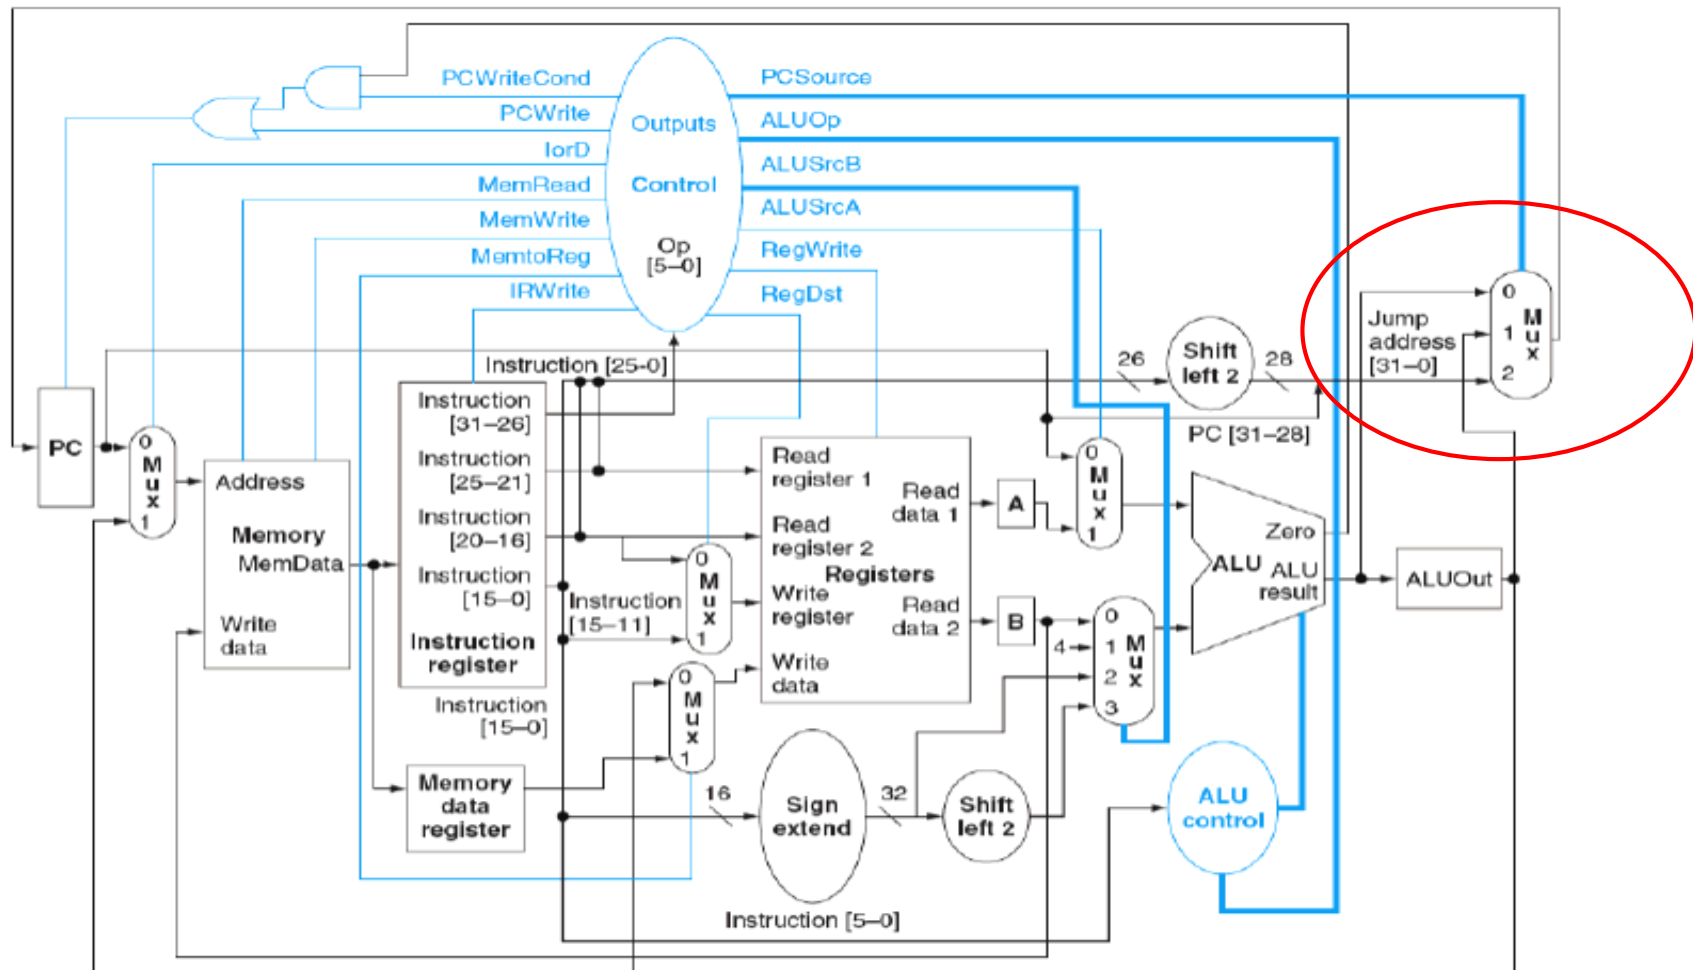 PCWriteCond
PCWrite
IorD
MemRead
MemWrite
MemtoReg
IRWrite
Outputs
Control
Op
[5–0]
PCSource
ALUOp
ALUSrcB
ALUSrcA
RegWrite
RegDst
Instruction [25-0]
26
Shift
left 2
28
Jump
address
[31–0]
0
1
2
M
u
x
PC [31–28]
PC
0
M
u
x
1
Address
Memory
MemData
Write
data
Instruction
[31–26]
Instruction
[25–21]
Instruction
[20–16]
Instruction
[15–0]
Instruction
register
Instruction
[15–0]
Memory
data
register
Instruction
[15–11]
0
M
u
x
1
0
M
u
x
1
Read
register 1
Read
register 2
Registers
Write
register
Write
data
Read
data 1
Read
data 2
A
B
0
M
u
x
1
4
0
1
2
3
M
u
x
Zero
ALU
ALU
result
ALUOut
16
Sign
extend
32
Shift
left 2
ALU
control
Instruction [5–0]